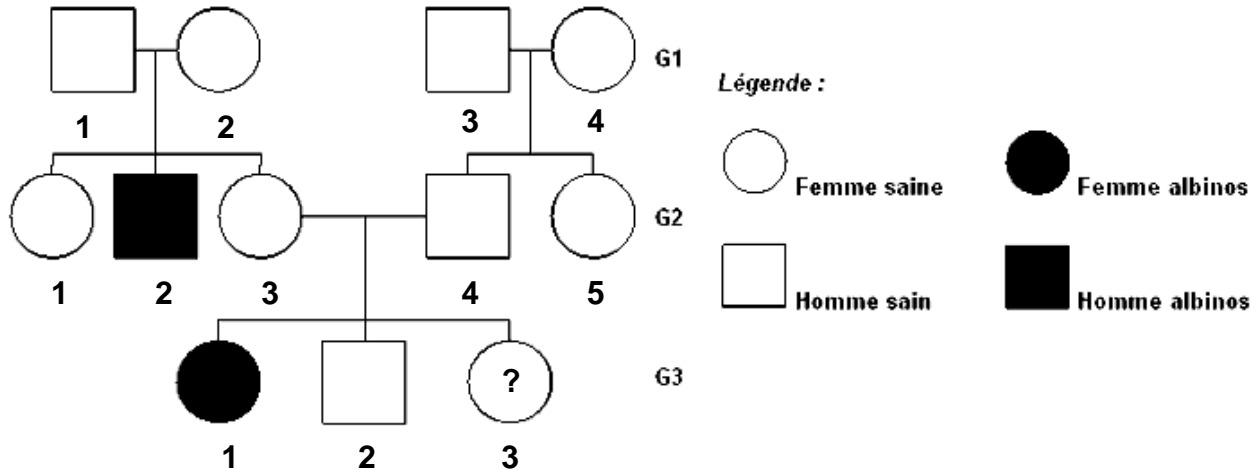 G1
1 2 3 4
Légende :
Femme saine
Femme albinos
G2
1 2 3 4 5
Homme sain
Homme albinos
?
G3
1 2 3